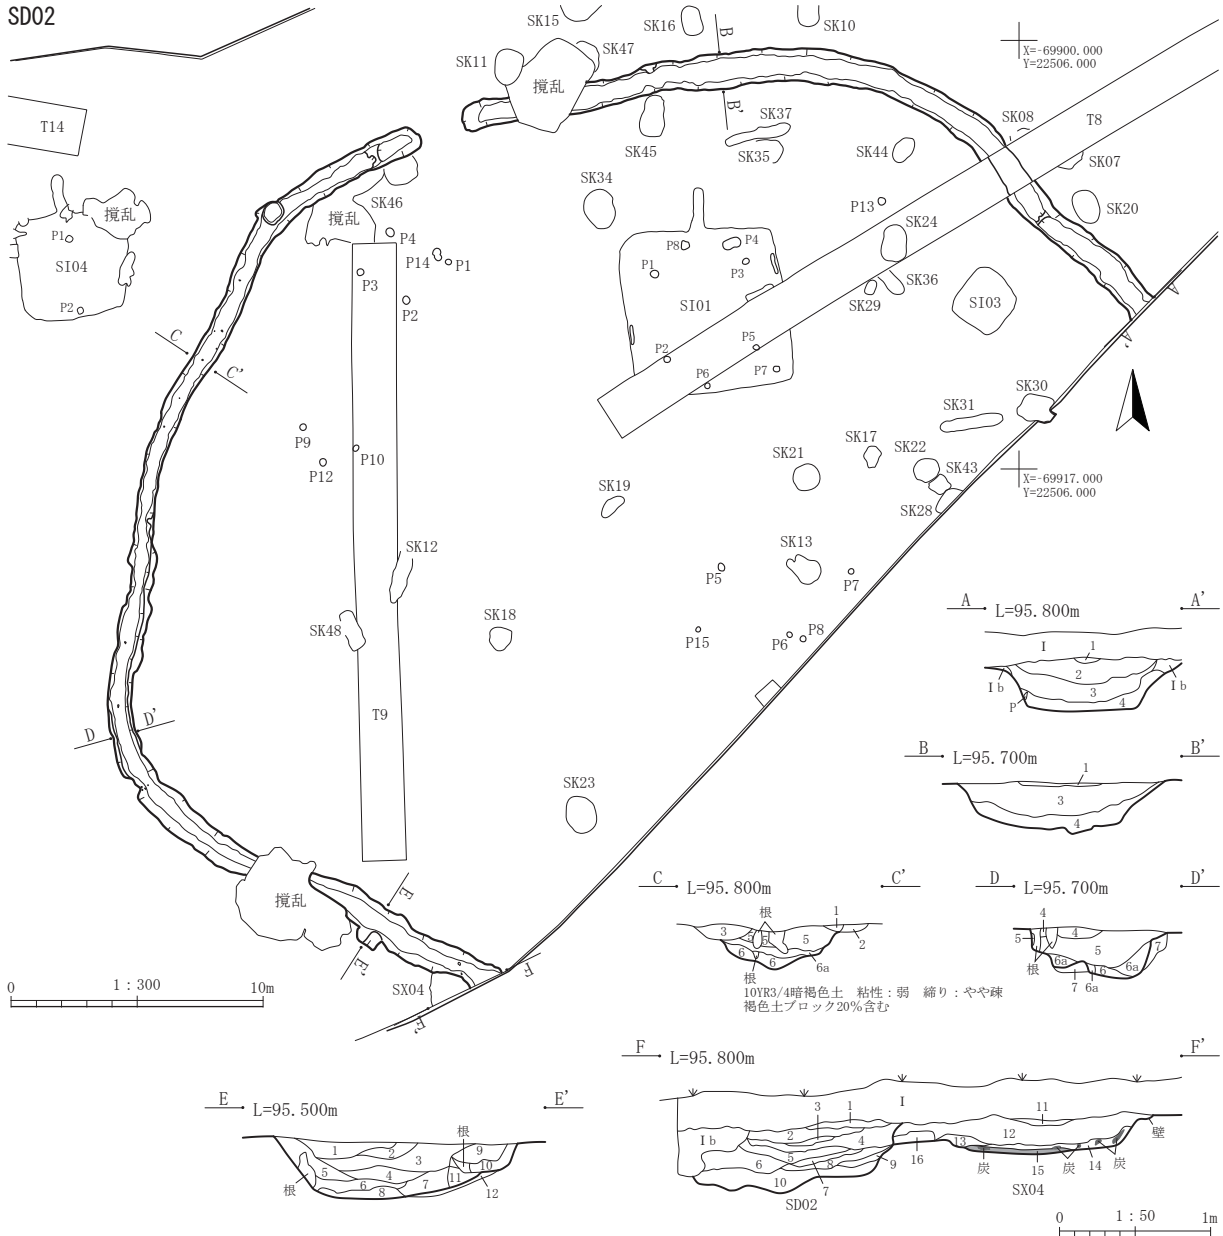 SD02
SK15
SK16
SK10
SK47
SK11
撹乱
B
B'
X=-69900.000
Y=22506.000
T14
T8
SK08
SK07
SK37
SK35
SK45
SK44
SK46
撹乱
SK34
P13
SK24
SK20
撹乱
P1
SI04
P2
P4
P14
P1
P3
P2
P8
P4
P1
P3
SI01
SK36
SK29
SI03
A
A'
P2
P5
P6
P7
C
C'
SK30
SK31
P9
P12
P10
SK21
SK17
SK22
SK43
SK28
X=-69917.000
Y=22506.000
SK19
SK12
SK13
P5
P7
SK48
SK18
P15
P6
P8
D
D'
T9
SK23
撹乱
E
E'
F
F'
SX04
0
1：300
10m
A
L=95.800m
A'
I
1
2
3
4
I b
I b
P
B
L=95.700m
B'
1
3
4
C
L=95.800m
C'
根
1
3
5
5
5
2
6
6
6a
根
10YR3/4暗褐色土　粘性：弱　締り：やや疎
褐色土ブロック20%含む
D
L=95.700m
D'
4
4
5
5
7
根
6a
6
6a
7
6a
E
L=95.500m
E'
根
1
2
3
9
10
5
4
11
根
6
7
8
12
F
L=95.800m
F'
3
1
I
11
I b
2
4
12
壁
5
13
6
8
9
16
炭
15
炭
14
炭
10
7
SD02
SX04
0
1：50
1m